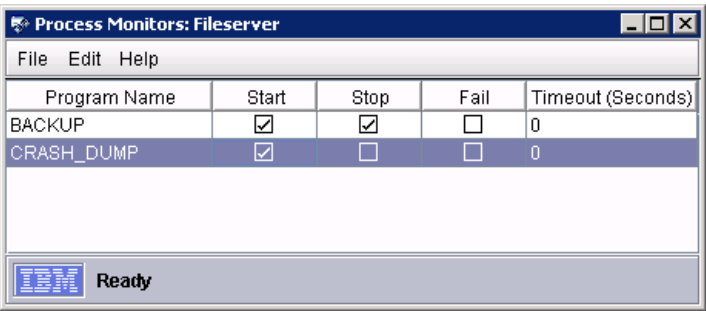 Process Monitors: Fileserver
File Edit Help
Program Name Start Stop Fail Timeout (Seconds)
BACKUP 0
CRASH_DUMP 0
IBM Ready